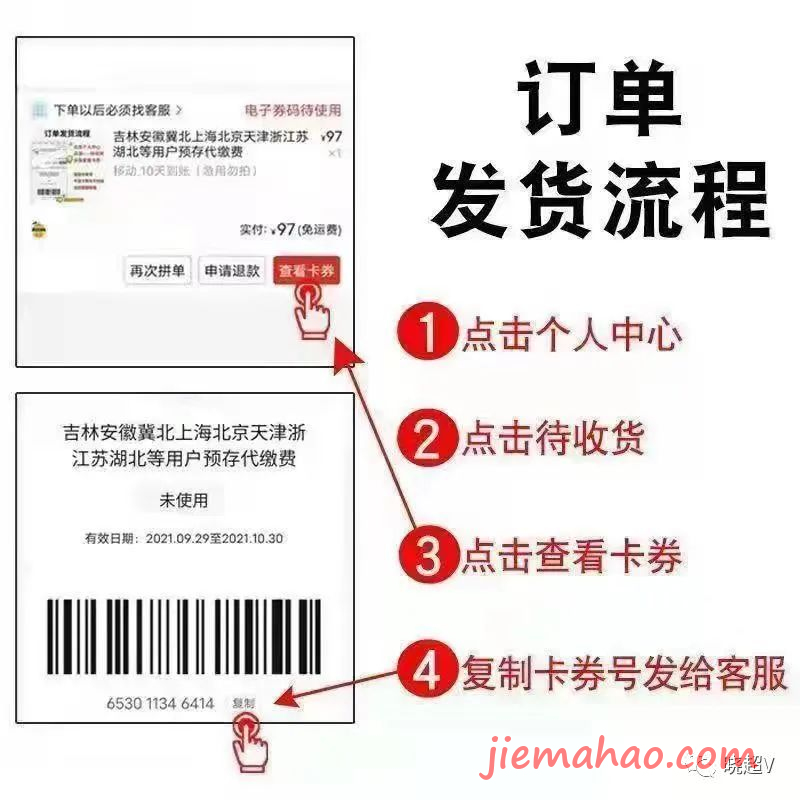 订单
发货流程
下单以后必须找客服 >
电子券码待使用
订单发货流程
吉林安徽冀北上海北京天津浙江苏
湖北等用户预存代缴费
¥97
×1
移动,10天到账(急用勿拍)
实付:¥97(免运费)
再次拼单
申请退款
查看卡券
1 点击个人中心
2 点击待收货
3 点击查看卡券
4 复制卡券号发给客服
吉林安徽冀北上海北京天津浙
江苏湖北等用户预存代缴费
未使用
有效日期:2021.09.29至2021.10.30
6530 1134 6414
复制
jiemahao.com
晓超V